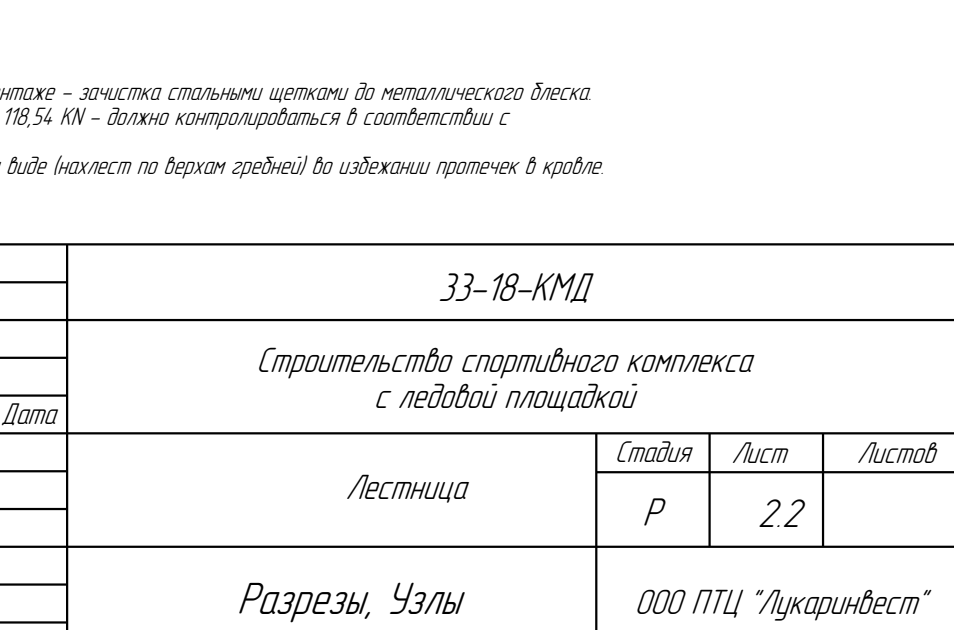 нтаже – зачистка стальными щетками до металлического блеска.
118,54 KN – должно контролироваться в соответствии с
виде (нахлест по верхам гребней) во избежании протечек в кровле.
33-18-КМД
Строительство спортивного комплекса
с ледовой площадкой
Дата
Лестница
Стадия Лист Листов
Р 2.2
Разрезы, Узлы
ООО ПТЦ "Лукаринвест"